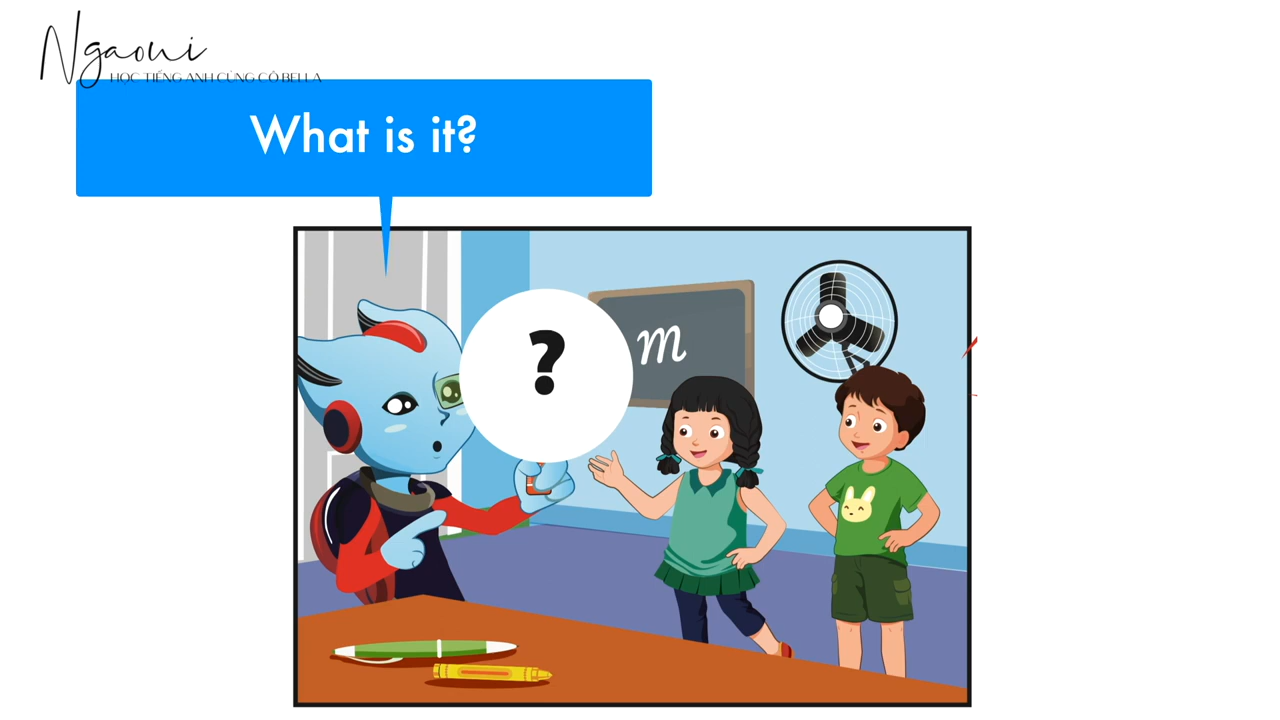 Ngaoni
HỌC TIẾNG ANH CÙNG CÔ BELLA
What is it?
?
m